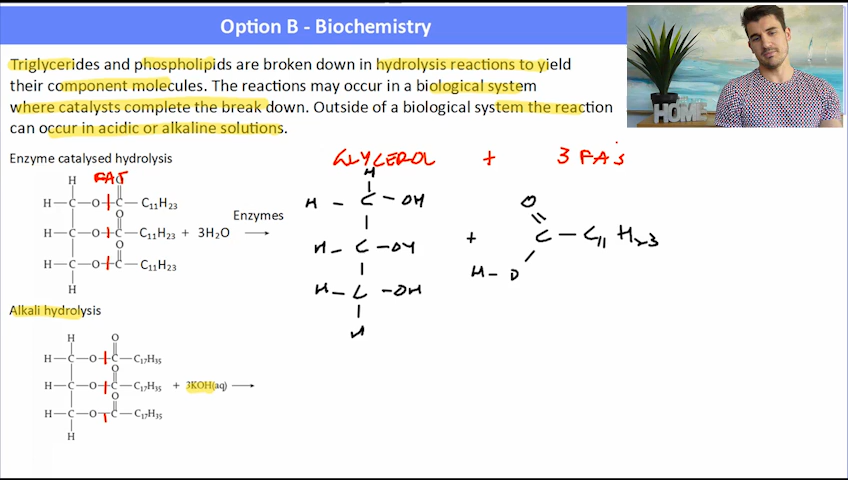 Option B - Biochemistry
Triglycerides and phospholipids are broken down in hydrolysis reactions to yield
their component molecules. The reactions may occur in a biological system
where catalysts complete the break down. Outside of a biological system the reaction
can occur in acidic or alkaline solutions.
HOME
Enzyme catalysed hydrolysis
GLYCEROL + 3 FA's
FAT
H O
H—C—O—C—C₁₁H₂₃
O
H—C—O—C—C₁₁H₂₃ + 3H₂O Enzymes
O
H—C—O—C—C₁₁H₂₃
H
H
H - C - OH
H - C - OH
H - C - OH
H
+
O
C - C₁₁H₂₃
H - O
Alkali hydrolysis
H O
H—C—O—C—C₁₇H₃₅
O
H—C—O—C—C₁₇H₃₅ + 3KOH(aq)
O
H—C—O—C—C₁₇H₃₅
H